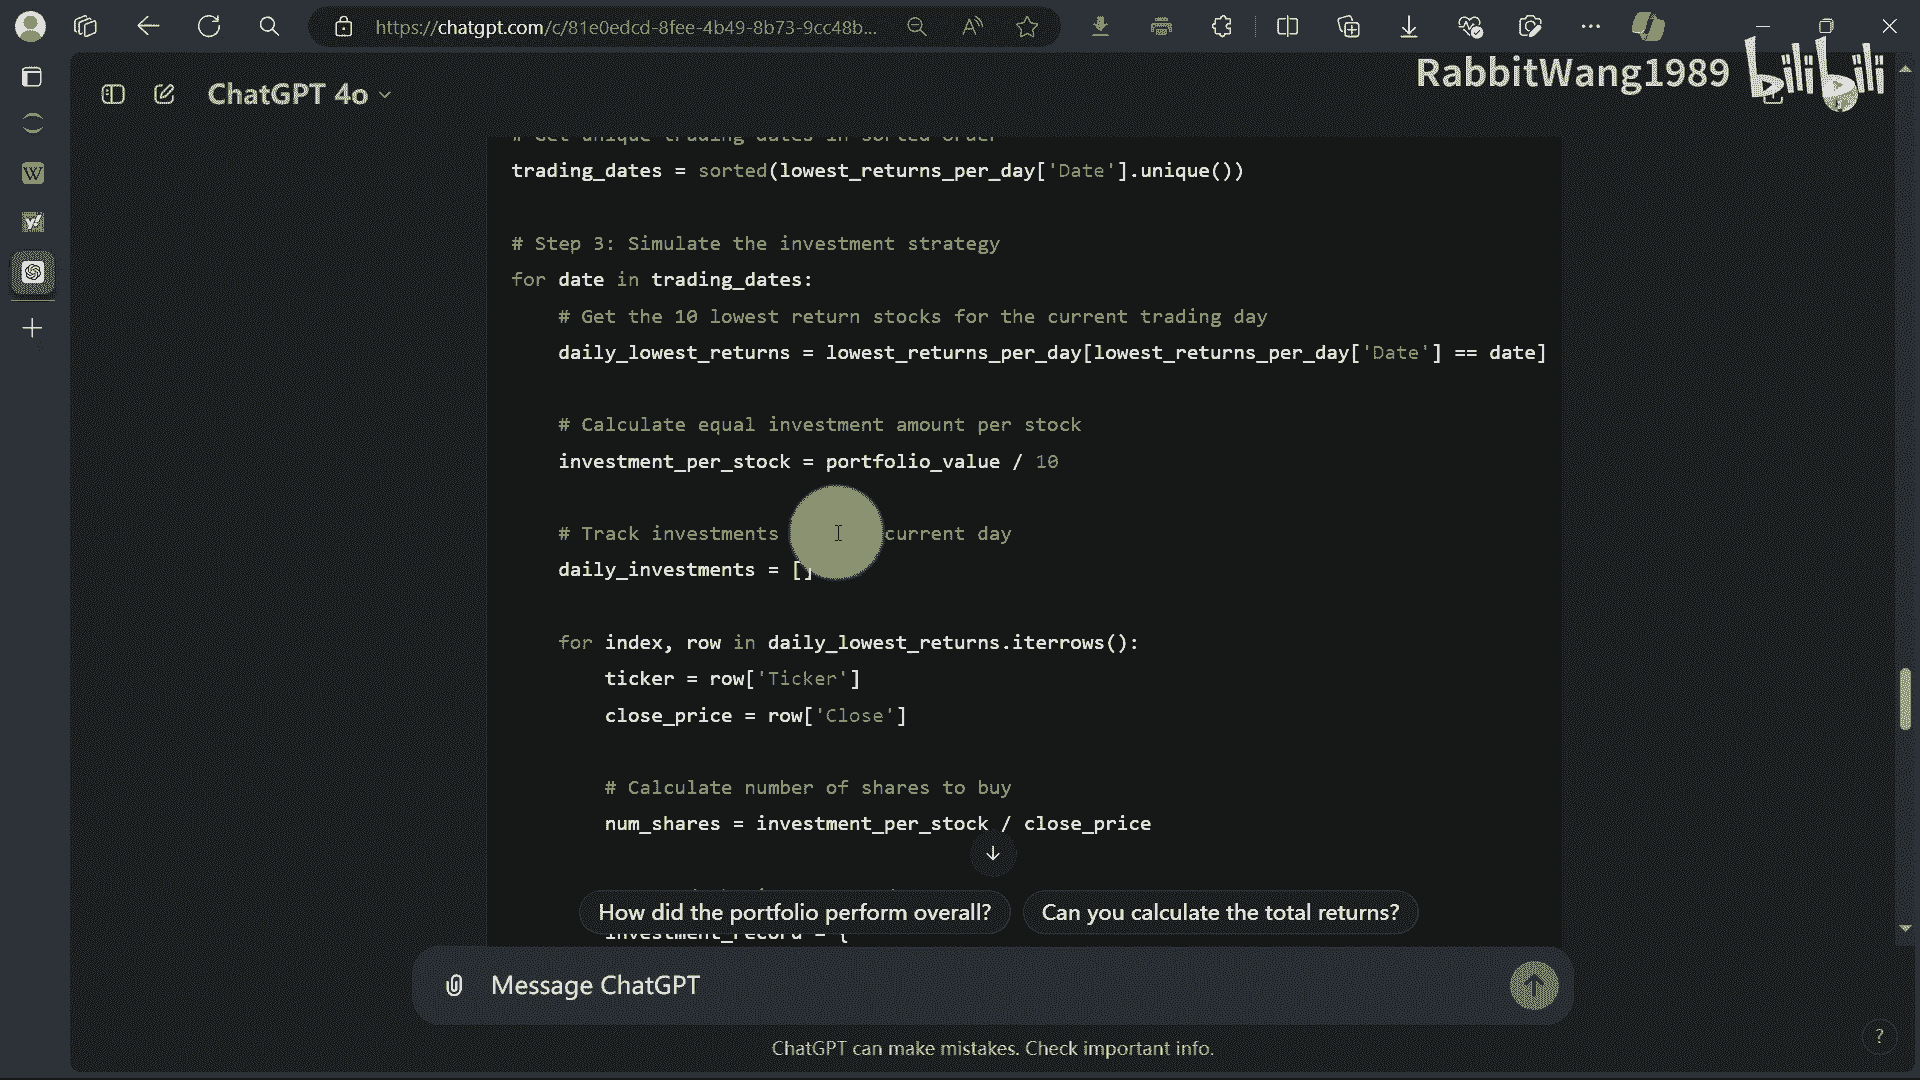 https://chatgpt.com/c/81e0edcd-8fee-4b49-8b73-9cc48b...
RabbitWang1989 bilibili
ChatGPT 4o
# Get unique trading dates in sorted order
trading_dates = sorted(lowest_returns_per_day['Date'].unique())
# Step 3: Simulate the investment strategy
for date in trading_dates:
# Get the 10 lowest return stocks for the current trading day
daily_lowest_returns = lowest_returns_per_day[lowest_returns_per_day['Date'] == date]
# Calculate equal investment amount per stock
investment_per_stock = portfolio_value / 10
# Track investments current day
daily_investments = []
for index, row in daily_lowest_returns.iterrows():
ticker = row['Ticker']
close_price = row['Close']
# Calculate number of shares to buy
num_shares = investment_per_stock / close_price
How did the portfolio perform overall? Can you calculate the total returns?
investment_record = {
Message ChatGPT
ChatGPT can make mistakes. Check important info.
?